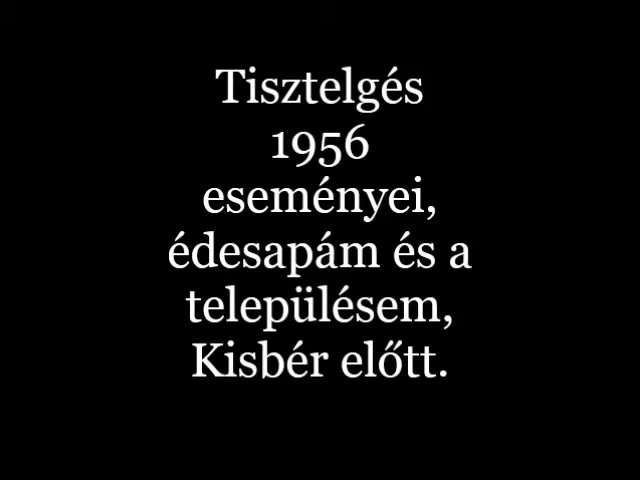 Tisztelgés
1956
eseményei,
édesapám és a
településem,
Kisbér előtt.